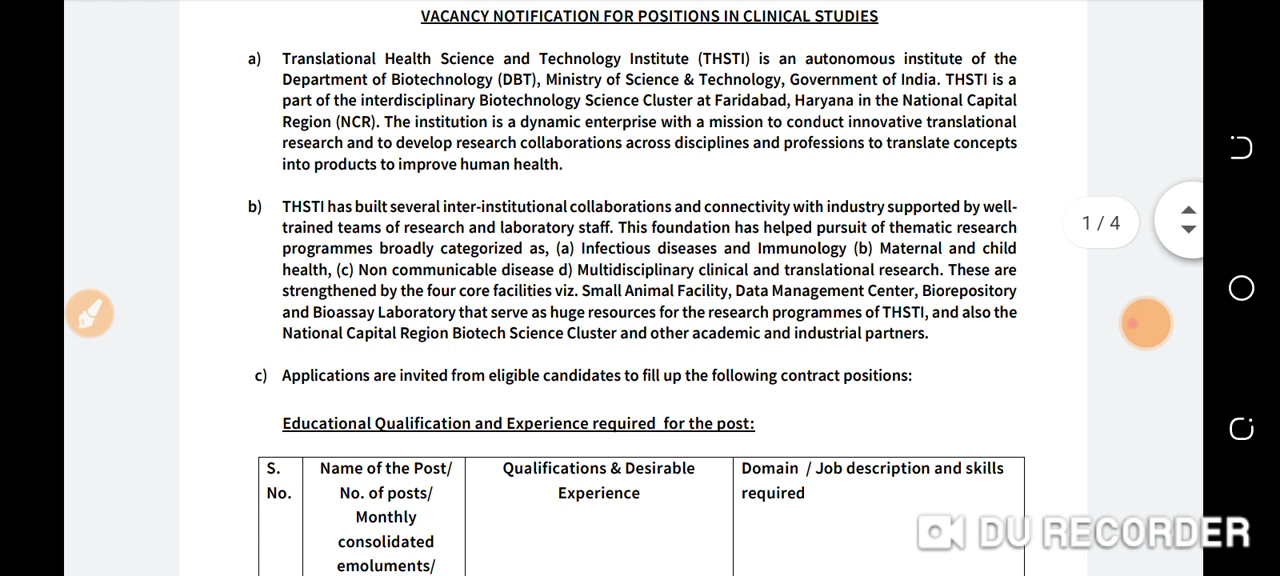 VACANCY NOTIFICATION FOR POSITIONS IN CLINICAL STUDIES
a) Translational Health Science and Technology Institute (THSTI) is an autonomous institute of the
Department of Biotechnology (DBT), Ministry of Science & Technology, Government of India. THSTI is a
part of the interdisciplinary Biotechnology Science Cluster at Faridabad, Haryana in the National Capital
Region (NCR). The institution is a dynamic enterprise with a mission to conduct innovative translational
research and to develop research collaborations across disciplines and professions to translate concepts
into products to improve human health.
b) THSTI has built several inter-institutional collaborations and connectivity with industry supported by well-
trained teams of research and laboratory staff. This foundation has helped pursuit of thematic research
programmes broadly categorized as, (a) Infectious diseases and Immunology (b) Maternal and child
health, (c) Non communicable disease d) Multidisciplinary clinical and translational research. These are
strengthened by the four core facilities viz. Small Animal Facility, Data Management Center, Biorepository
and Bioassay Laboratory that serve as huge resources for the research programmes of THSTI, and also the
National Capital Region Biotech Science Cluster and other academic and industrial partners.
1 / 4
c) Applications are invited from eligible candidates to fill up the following contract positions:
Educational Qualification and Experience required for the post:
S.
No.
Name of the Post/
No. of posts/
Monthly
consolidated
emoluments/
Qualifications & Desirable
Experience
Domain / Job description and skills
required
DU RECORDER